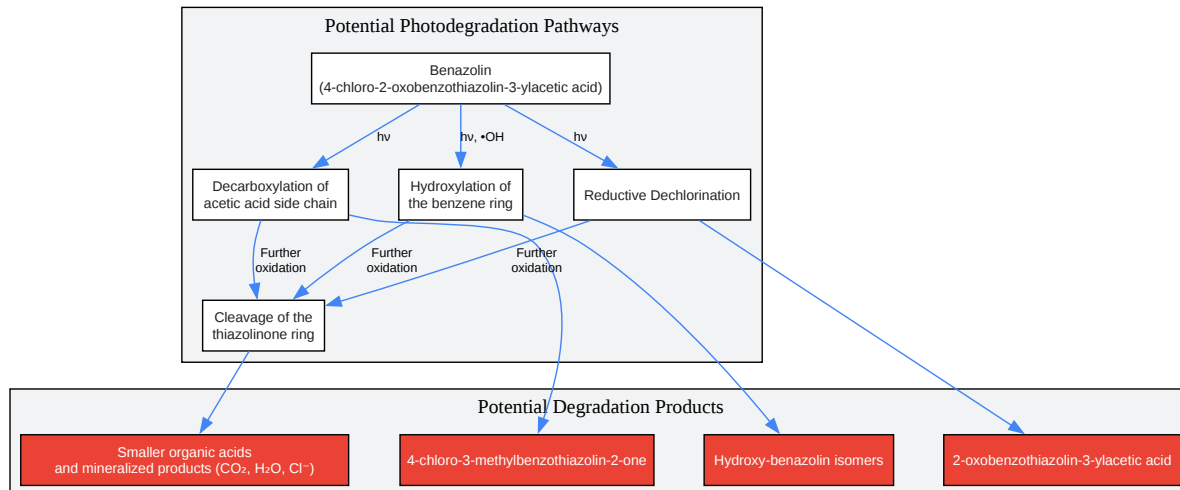 Potential Photodegradation Pathways
Benazolin
(4-chloro-2-oxobenzothiazolin-3-ylacetic acid)
hν
hν, •OH
hν
Decarboxylation of
acetic acid side chain
Hydroxylation of
the benzene ring
Reductive Dechlorination
Further
oxidation
Further
oxidation
Further
oxidation
Cleavage of the
thiazolinone ring
Potential Degradation Products
Smaller organic acids
and mineralized products (CO₂, H₂O, Cl⁻)
4-chloro-3-methylbenzothiazolin-2-one
Hydroxy-benazolin isomers
2-oxobenzothiazolin-3-ylacetic acid